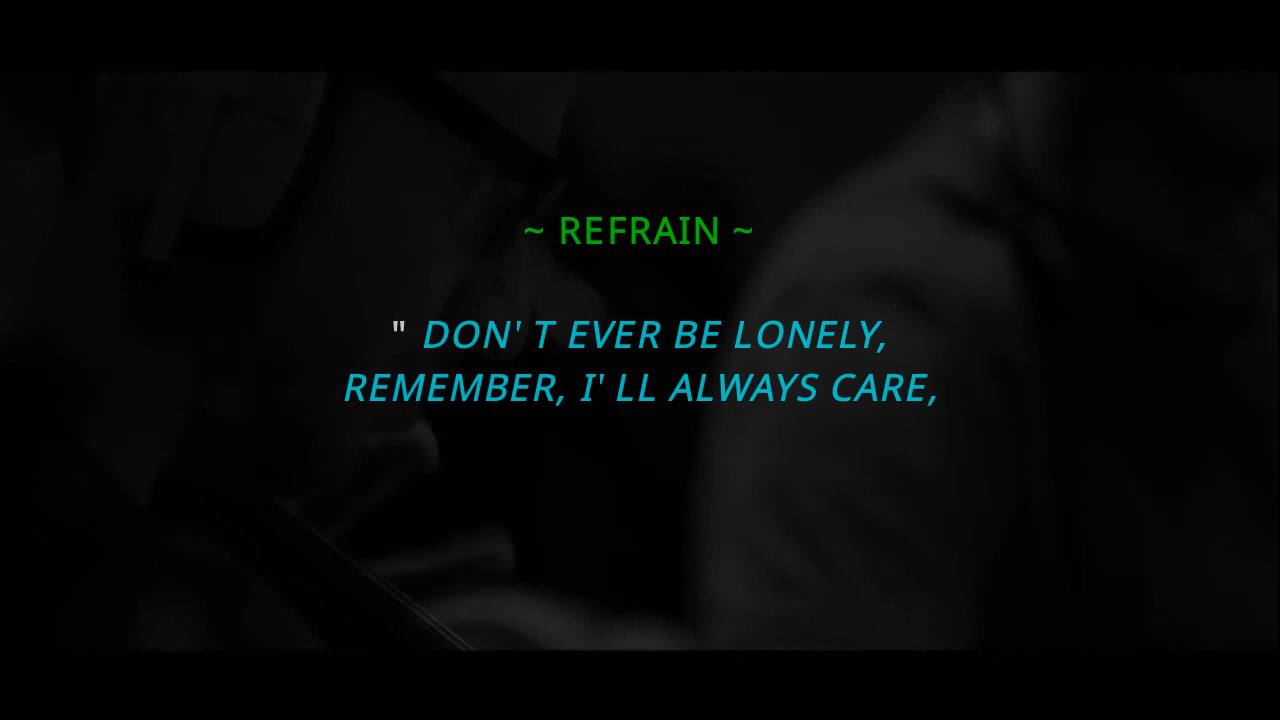 ~ REFRAIN ~
" DON' T EVER BE LONELY,
REMEMBER, I' LL ALWAYS CARE,